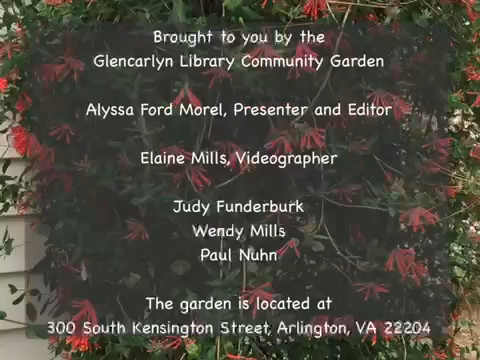 Brought to you by the
Glencarlyn Library Community Garden
Alyssa Ford Morel, Presenter and Editor
Elaine Mills, Videographer
Judy Funderburk
Wendy Mills
Paul Nuhn
The garden is located at
300 South Kensington Street, Arlington, VA 22204